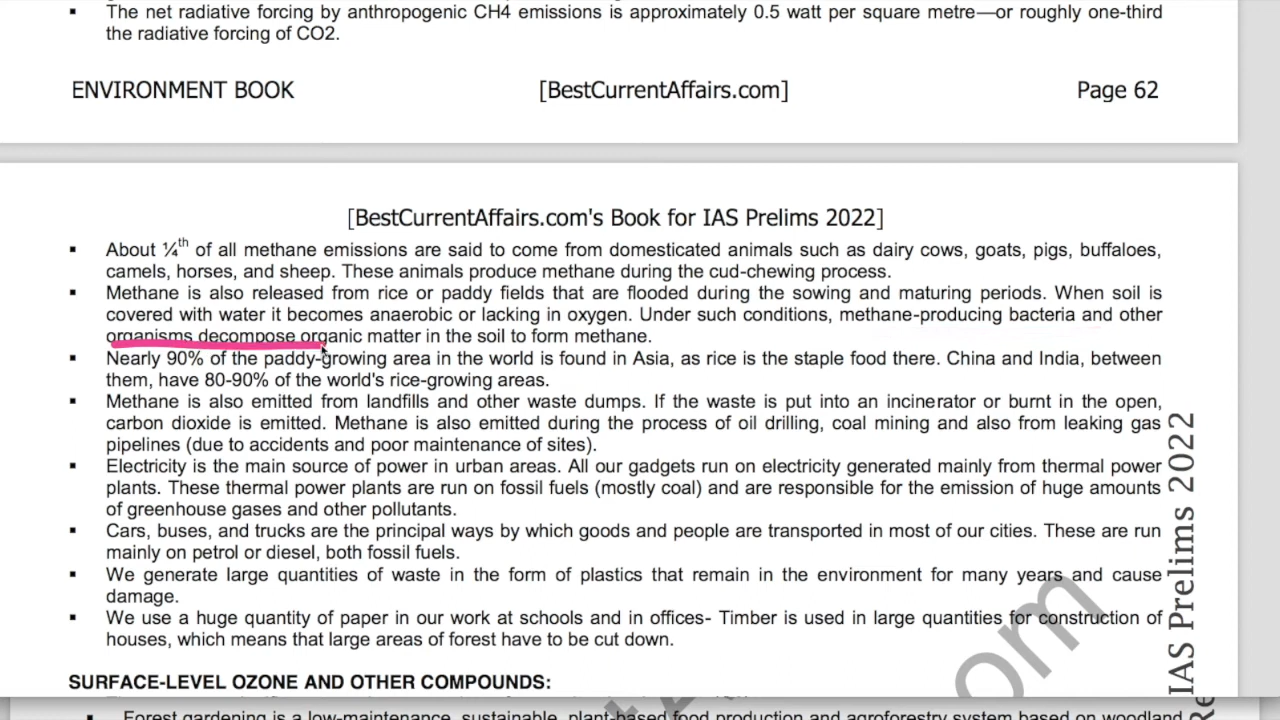 The net radiative forcing by anthropogenic CH4 emissions is approximately 0.5 watt per square metre—or roughly one-third
the radiative forcing of CO2.
ENVIRONMENT BOOK [BestCurrentAffairs.com] Page 62
[BestCurrentAffairs.com's Book for IAS Prelims 2022]
▪ About ¼th of all methane emissions are said to come from domesticated animals such as dairy cows, goats, pigs, buffaloes,
camels, horses, and sheep. These animals produce methane during the cud-chewing process.
▪ Methane is also released from rice or paddy fields that are flooded during the sowing and maturing periods. When soil is
covered with water it becomes anaerobic or lacking in oxygen. Under such conditions, methane-producing bacteria and other
organisms decompose organic matter in the soil to form methane.
▪ Nearly 90% of the paddy-growing area in the world is found in Asia, as rice is the staple food there. China and India, between
them, have 80-90% of the world's rice-growing areas.
▪ Methane is also emitted from landfills and other waste dumps. If the waste is put into an incinerator or burnt in the open,
carbon dioxide is emitted. Methane is also emitted during the process of oil drilling, coal mining and also from leaking gas
pipelines (due to accidents and poor maintenance of sites).
▪ Electricity is the main source of power in urban areas. All our gadgets run on electricity generated mainly from thermal power
plants. These thermal power plants are run on fossil fuels (mostly coal) and are responsible for the emission of huge amounts
of greenhouse gases and other pollutants.
▪ Cars, buses, and trucks are the principal ways by which goods and people are transported in most of our cities. These are run
mainly on petrol or diesel, both fossil fuels.
▪ We generate large quantities of waste in the form of plastics that remain in the environment for many years and cause
damage.
▪ We use a huge quantity of paper in our work at schools and in offices- Timber is used in large quantities for construction of
houses, which means that large areas of forest have to be cut down.
SURFACE-LEVEL OZONE AND OTHER COMPOUNDS:
▪ Forest gardening is a low-maintenance, sustainable, plant-based food production and agroforestry system based on woodland
IAS Prelims 2022
om